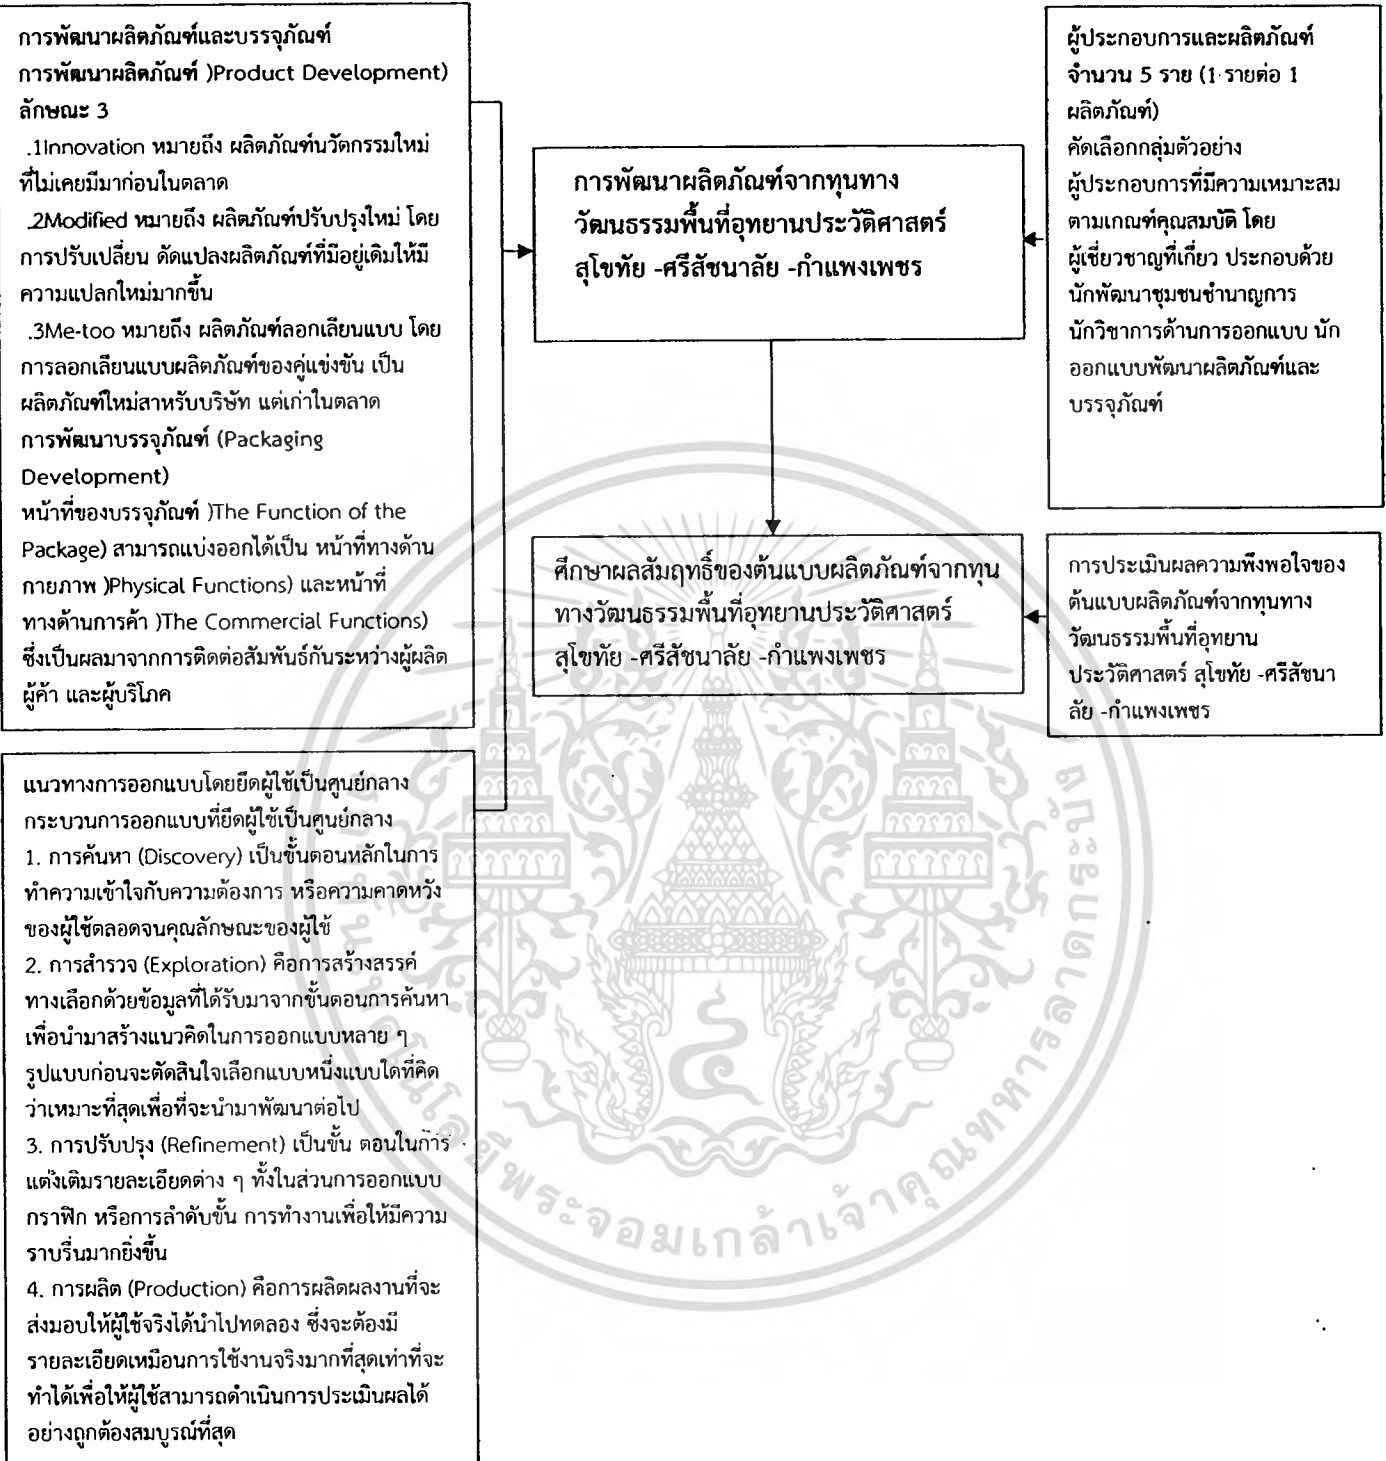 การพัฒนาผลิตภัณฑ์และบรรจุภัณฑ์
การพัฒนาผลิตภัณฑ์ )Product Development)
ลักษณะ 3
.1Innovation หมายถึง ผลิตภัณฑ์นวัตกรรมใหม่
ที่ไม่เคยมีมาก่อนในตลาด
.2Modified หมายถึง ผลิตภัณฑ์ปรับปรุงใหม่ โดย
การปรับเปลี่ยน ดัดแปลงผลิตภัณฑ์ที่มีอยู่เดิมให้มี
ความแปลกใหม่มากขึ้น
.3Me-too หมายถึง ผลิตภัณฑ์ลอกเลียนแบบ โดย
การลอกเลียนแบบผลิตภัณฑ์ของคู่แข่งขัน เป็น
ผลิตภัณฑ์ใหม่สาหรับบริษัท แต่เก่าในตลาด
การพัฒนาบรรจุภัณฑ์ (Packaging
Development)
หน้าที่ของบรรจุภัณฑ์ )The Function of the
Package) สามารถแบ่งออกได้เป็น หน้าที่ทางด้าน
กายภาพ )Physical Functions) และหน้าที่
ทางด้านการค้า )The Commercial Functions)
ซึ่งเป็นผลมาจากการติดต่อสัมพันธ์กันระหว่างผู้ผลิต
ผู้ค้า และผู้บริโภค
แนวทางการออกแบบโดยยึดผู้ใช้เป็นศูนย์กลาง
กระบวนการออกแบบที่ยึดผู้ใช้เป็นศูนย์กลาง
1. การค้นหา (Discovery) เป็นขั้นตอนหลักในการ
ทำความเข้าใจกับความต้องการ หรือความคาดหวัง
ของผู้ใช้ตลอดจนคุณลักษณะของผู้ใช้
2. การสำรวจ (Exploration) คือการสร้างสรรค์
ทางเลือกด้วยข้อมูลที่ได้รับมาจากขั้นตอนการค้นหา
เพื่อนำมาสร้างแนวคิดในการออกแบบหลาย ๆ
รูปแบบก่อนจะตัดสินใจเลือกแบบหนึ่งแบบใดที่คิด
ว่าเหมาะที่สุดเพื่อที่จะนำมาพัฒนาต่อไป
3. การปรับปรุง (Refinement) เป็นขั้น ตอนในการ
แต่งเติมรายละเอียดต่าง ๆ ทั้งในส่วนการออกแบบ
กราฟิก หรือการลำดับขั้น การทำงานเพื่อให้มีความ
ราบรื่นมากยิ่งขึ้น
4. การผลิต (Production) คือการผลิตผลงานที่จะ
ส่งมอบให้ผู้ใช้จริงได้นำไปทดลอง ซึ่งจะต้องมี
รายละเอียดเหมือนการใช้งานจริงมากที่สุดเท่าที่จะ
ทำได้เพื่อให้ผู้ใช้สามารถดำเนินการประเมินผลได้
อย่างถูกต้องสมบูรณ์ที่สุด
การพัฒนาผลิตภัณฑ์จากทุนทาง
วัฒนธรรมพื้นที่อุทยานประวัติศาสตร์
สุโขทัย -ศรีสัชนาลัย -กำแพงเพชร
ศึกษาผลสัมฤทธิ์ของต้นแบบผลิตภัณฑ์จากทุน
ทางวัฒนธรรมพื้นที่อุทยานประวัติศาสตร์
สุโขทัย -ศรีสัชนาลัย -กำแพงเพชร
ผู้ประกอบการและผลิตภัณฑ์
จำนวน 5 ราย (1 รายต่อ 1
ผลิตภัณฑ์)
คัดเลือกกลุ่มตัวอย่าง
ผู้ประกอบการที่มีความเหมาะสม
ตามเกณฑ์คุณสมบัติ โดย
ผู้เชี่ยวชาญที่เกี่ยว ประกอบด้วย
นักพัฒนาชุมชนชำนาญการ
นักวิชาการด้านการออกแบบ นัก
ออกแบบพัฒนาผลิตภัณฑ์และ
บรรจุภัณฑ์
การประเมินผลความพึงพอใจของ
ต้นแบบผลิตภัณฑ์จากทุนทาง
วัฒนธรรมพื้นที่อุทยาน
ประวัติศาสตร์ สุโขทัย -ศรีสัชนา
ลัย -กำแพงเพชร
พระจอมเกล้าเจ้าคุณทหารลาดกระบัง